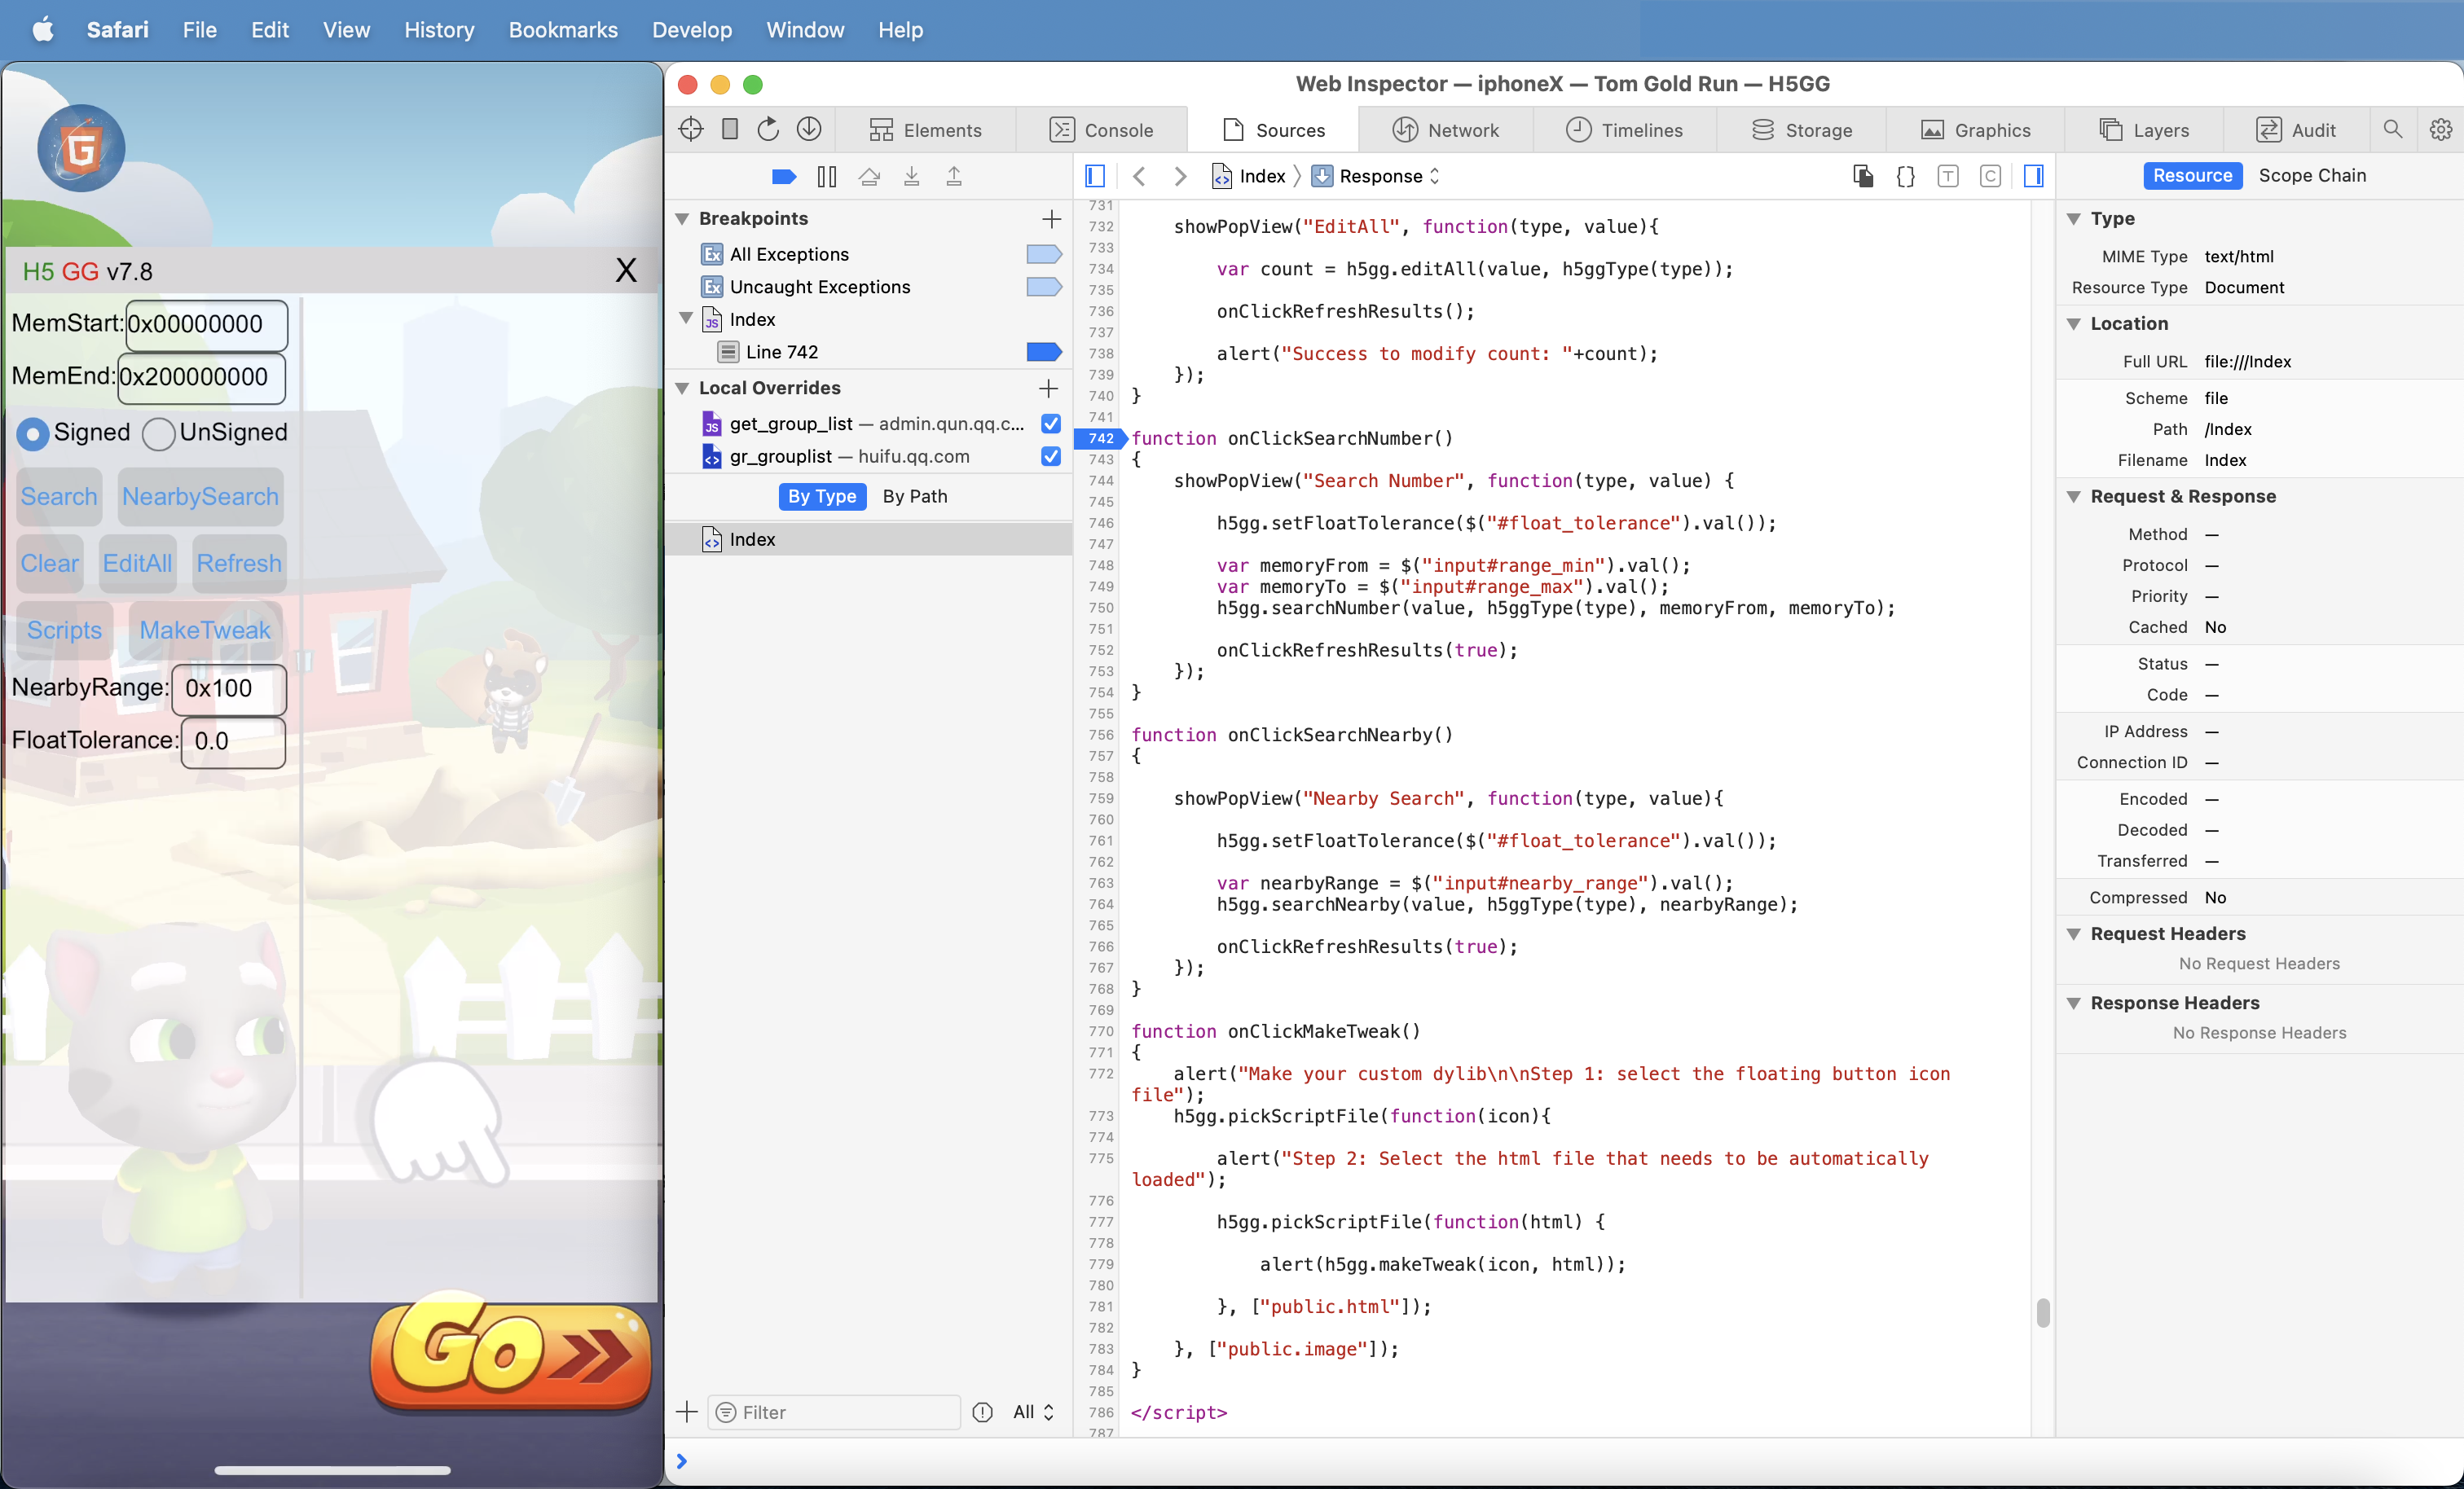 Safari File Edit View History Bookmarks Develop Window Help
H5 GG v7.8 X
MemStart: 0x00000000
MemEnd: 0x200000000
Signed UnSigned
Search NearbySearch
Clear EditAll Refresh
Scripts MakeTweak
NearbyRange: 0x100
FloatTolerance: 0.0
Go
Web Inspector — iphoneX — Tom Gold Run — H5GG
Elements Console Sources Network Timelines Storage Graphics Layers Audit
Breakpoints
Ex All Exceptions
Ex Uncaught Exceptions
JS Index
Line 742
Local Overrides
JS get_group_list — admin.qun.qq.c...
gr_grouplist — huifu.qq.com
By Type By Path
Index
Filter All
Index Response
731
732 showPopView("EditAll", function(type, value){
733
734 var count = h5gg.editAll(value, h5ggType(type));
735
736 onClickRefreshResults();
737
738 alert("Success to modify count: "+count);
739 });
740 }
741
742 function onClickSearchNumber()
743 {
744 showPopView("Search Number", function(type, value) {
745
746 h5gg.setFloatTolerance($("#float_tolerance").val());
747
748 var memoryFrom = $("input#range_min").val();
749 var memoryTo = $("input#range_max").val();
750 h5gg.searchNumber(value, h5ggType(type), memoryFrom, memoryTo);
751
752 onClickRefreshResults(true);
753 });
754 }
755
756 function onClickSearchNearby()
757 {
758
759 showPopView("Nearby Search", function(type, value){
760
761 h5gg.setFloatTolerance($("#float_tolerance").val());
762
763 var nearbyRange = $("input#nearby_range").val();
764 h5gg.searchNearby(value, h5ggType(type), nearbyRange);
765
766 onClickRefreshResults(true);
767 });
768 }
769
770 function onClickMakeTweak()
771 {
772 alert("Make your custom dylib\n\nStep 1: select the floating button icon
file");
773 h5gg.pickScriptFile(function(icon){
774
775 alert("Step 2: Select the html file that needs to be automatically
loaded");
776
777 h5gg.pickScriptFile(function(html) {
778
779 alert(h5gg.makeTweak(icon, html));
780
781 }, ["public.html"]);
782
783 }, ["public.image"]);
784 }
785
786 </script>
787
Resource Scope Chain
Type
MIME Type text/html
Resource Type Document
Location
Full URL file:///Index
Scheme file
Path /Index
Filename Index
Request & Response
Method —
Protocol —
Priority —
Cached No
Status —
Code —
IP Address —
Connection ID —
Encoded —
Decoded —
Transferred —
Compressed No
Request Headers
No Request Headers
Response Headers
No Response Headers